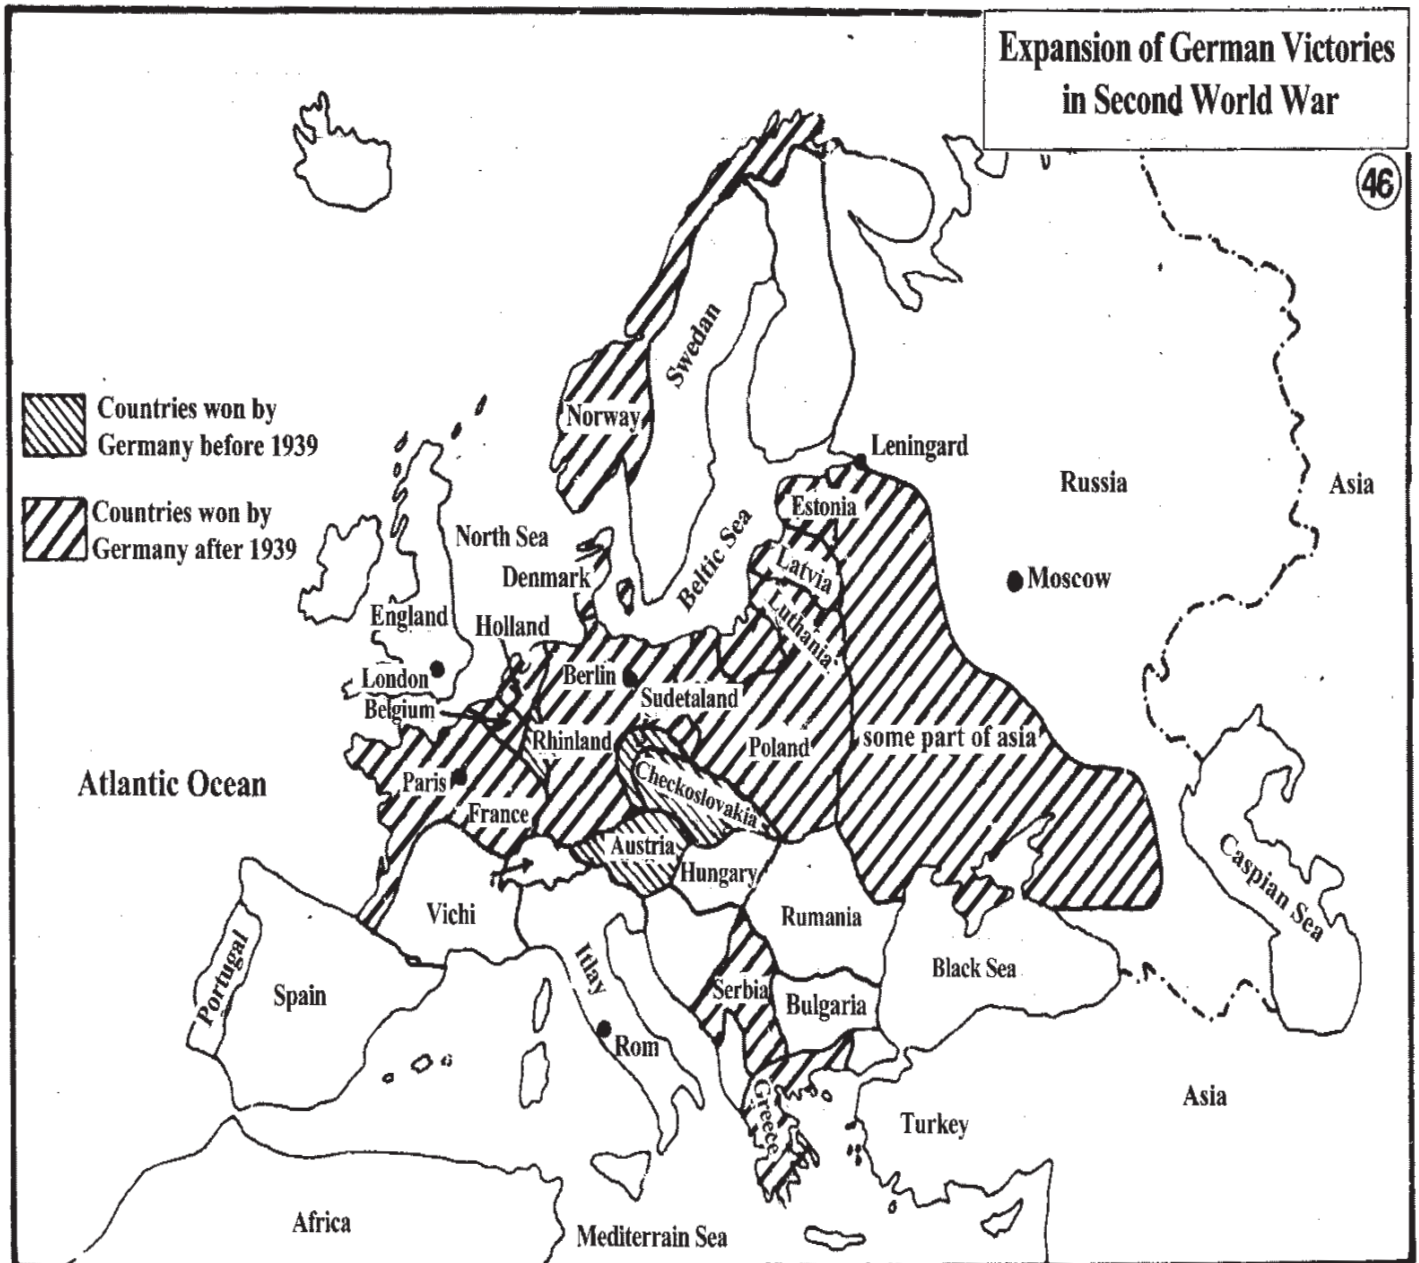 Expansion of German Victories
in Second World War
46
Countries won by
Germany before 1939
Countries won by
Germany after 1939
Swedan
Norway
Leningard
Russia
Asia
Estonia
North Sea
Beltic Sea
Denmark
Latvia
Moscow
Luthania
England
Holland
London
Berlin
Sudetaland
Belgium
Rhinland
Poland
some part of asia
Atlantic Ocean
Paris
Checkoslovakia
France
Austria
Hungary
Caspian Sea
Vichi
Rumania
Portugal
Spain
Itlay
Serbia
Black Sea
Bulgaria
Rom
Greece
Asia
Turkey
Africa
Mediterrain Sea